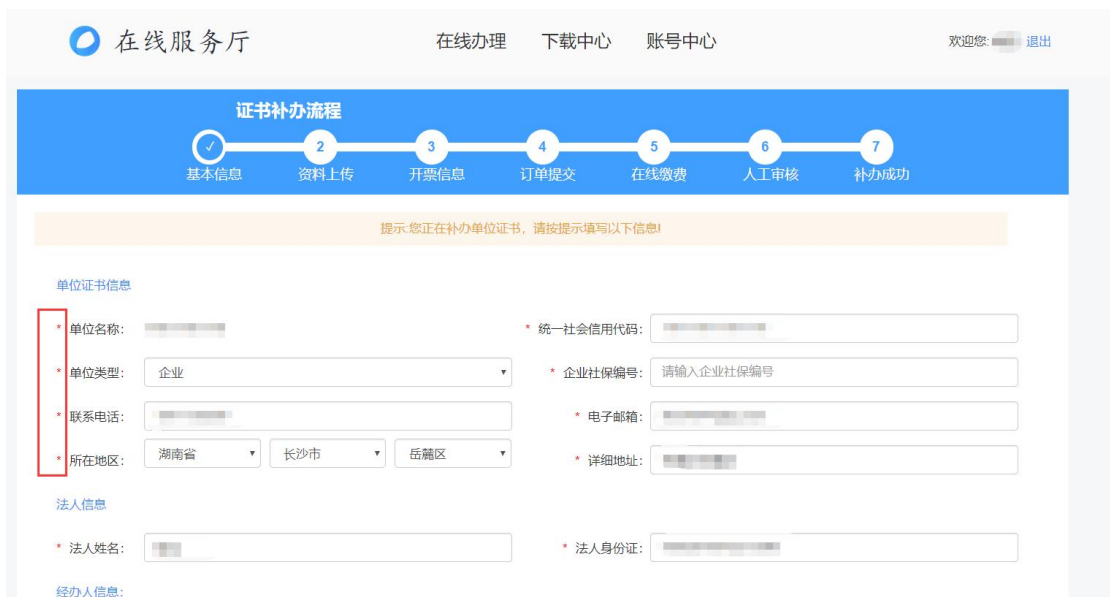 在线服务厅 在线办理 下载中心 账号中心 欢迎您: 退出
证书补办流程
✓ 2 3 4 5 6 7
基本信息 资料上传 开票信息 订单提交 在线缴费 人工审核 补办成功
提示:您正在补办单位证书，请按提示填写以下信息!
单位证书信息
* 单位名称: * 统一社会信用代码:
* 单位类型: 企业 * 企业社保编号: 请输入企业社保编号
* 联系电话: * 电子邮箱:
* 所在地区: 湖南省 长沙市 岳麓区 * 详细地址:
法人信息
* 法人姓名: * 法人身份证:
经办人信息: